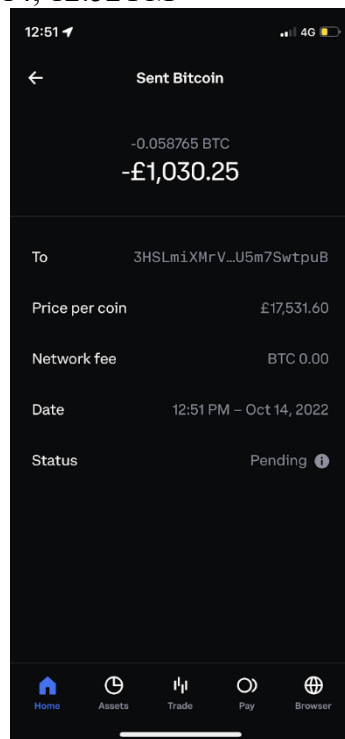 12:51 4G
Sent Bitcoin
-0.058765 BTC
-£1,030.25
To 3HSLmiXMrV…U5m7SwtpuB
Price per coin £17,531.60
Network fee BTC 0.00
Date 12:51 PM – Oct 14, 2022
Status Pending
Home Assets Trade Pay Browser